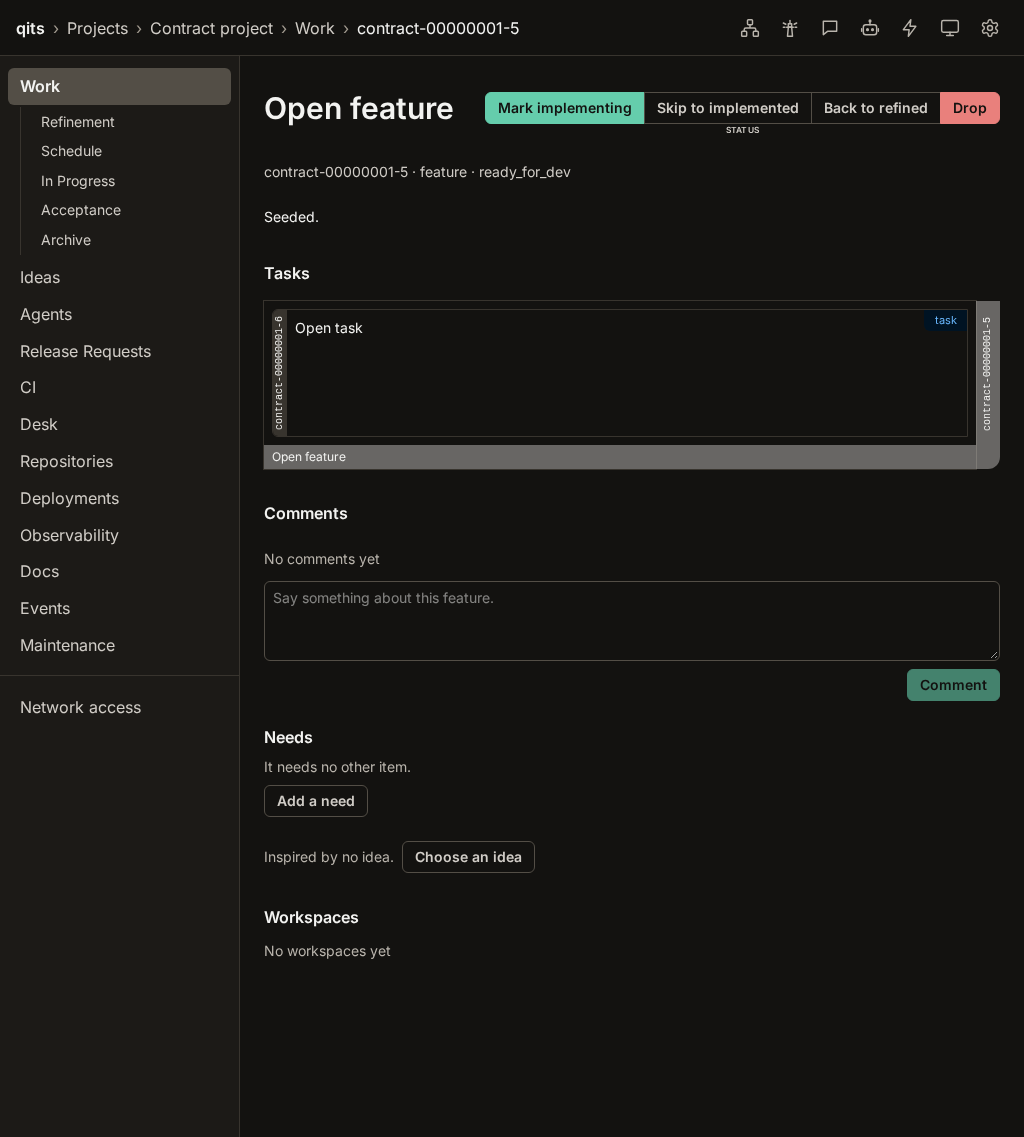 qits › Projects › Contract project › Work › contract-00000001-5
Work
Refinement
Schedule
In Progress
Acceptance
Archive
Ideas
Agents
Release Requests
CI
Desk
Repositories
Deployments
Observability
Docs
Events
Maintenance
Network access
Open feature
Mark implementing
Skip to implemented
Back to refined
Drop
STATUS
contract-00000001-5 · feature · ready_for_dev
Seeded.
Tasks
contract-00000001-6
Open task
task
contract-00000001-5
Open feature
Comments
No comments yet
Say something about this feature.
Comment
Needs
It needs no other item.
Add a need
Inspired by no idea.
Choose an idea
Workspaces
No workspaces yet